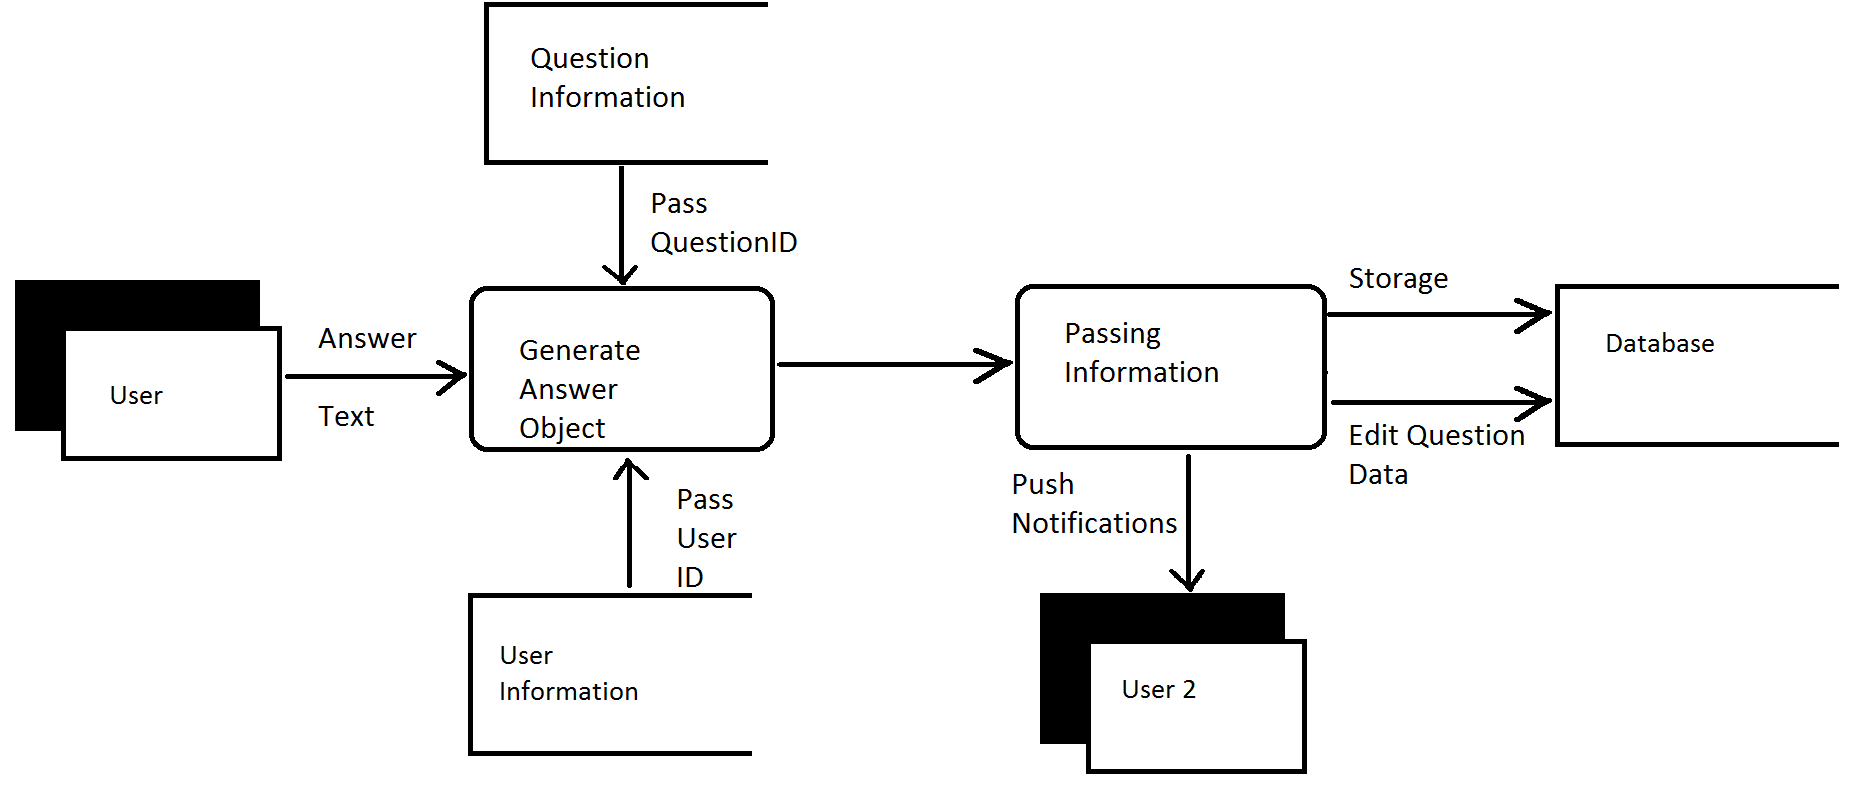 Question
Information
Pass
QuestionID
Answer
Text
User
Generate
Answer
Object
Pass
User
ID
User
Information
Passing
Information
Storage
Edit Question
Data
Database
Push
Notifications
User 2